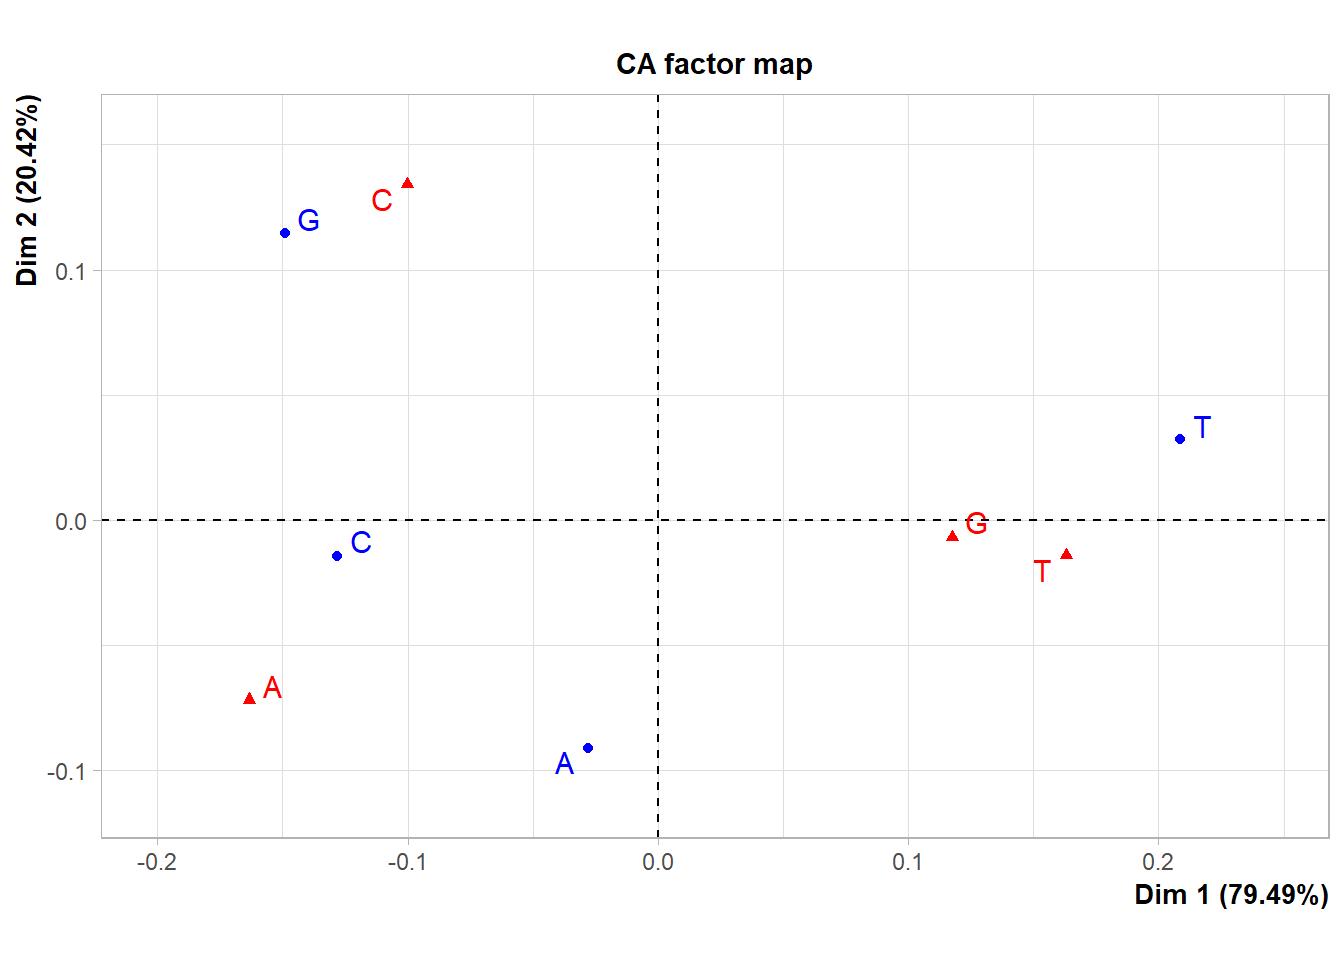 CA factor map
Dim 2 (20.42%)
0.1
0.0
-0.1
C
G
T
G
C
T
A
A
-0.2
-0.1
0.0
0.1
0.2
Dim 1 (79.49%)